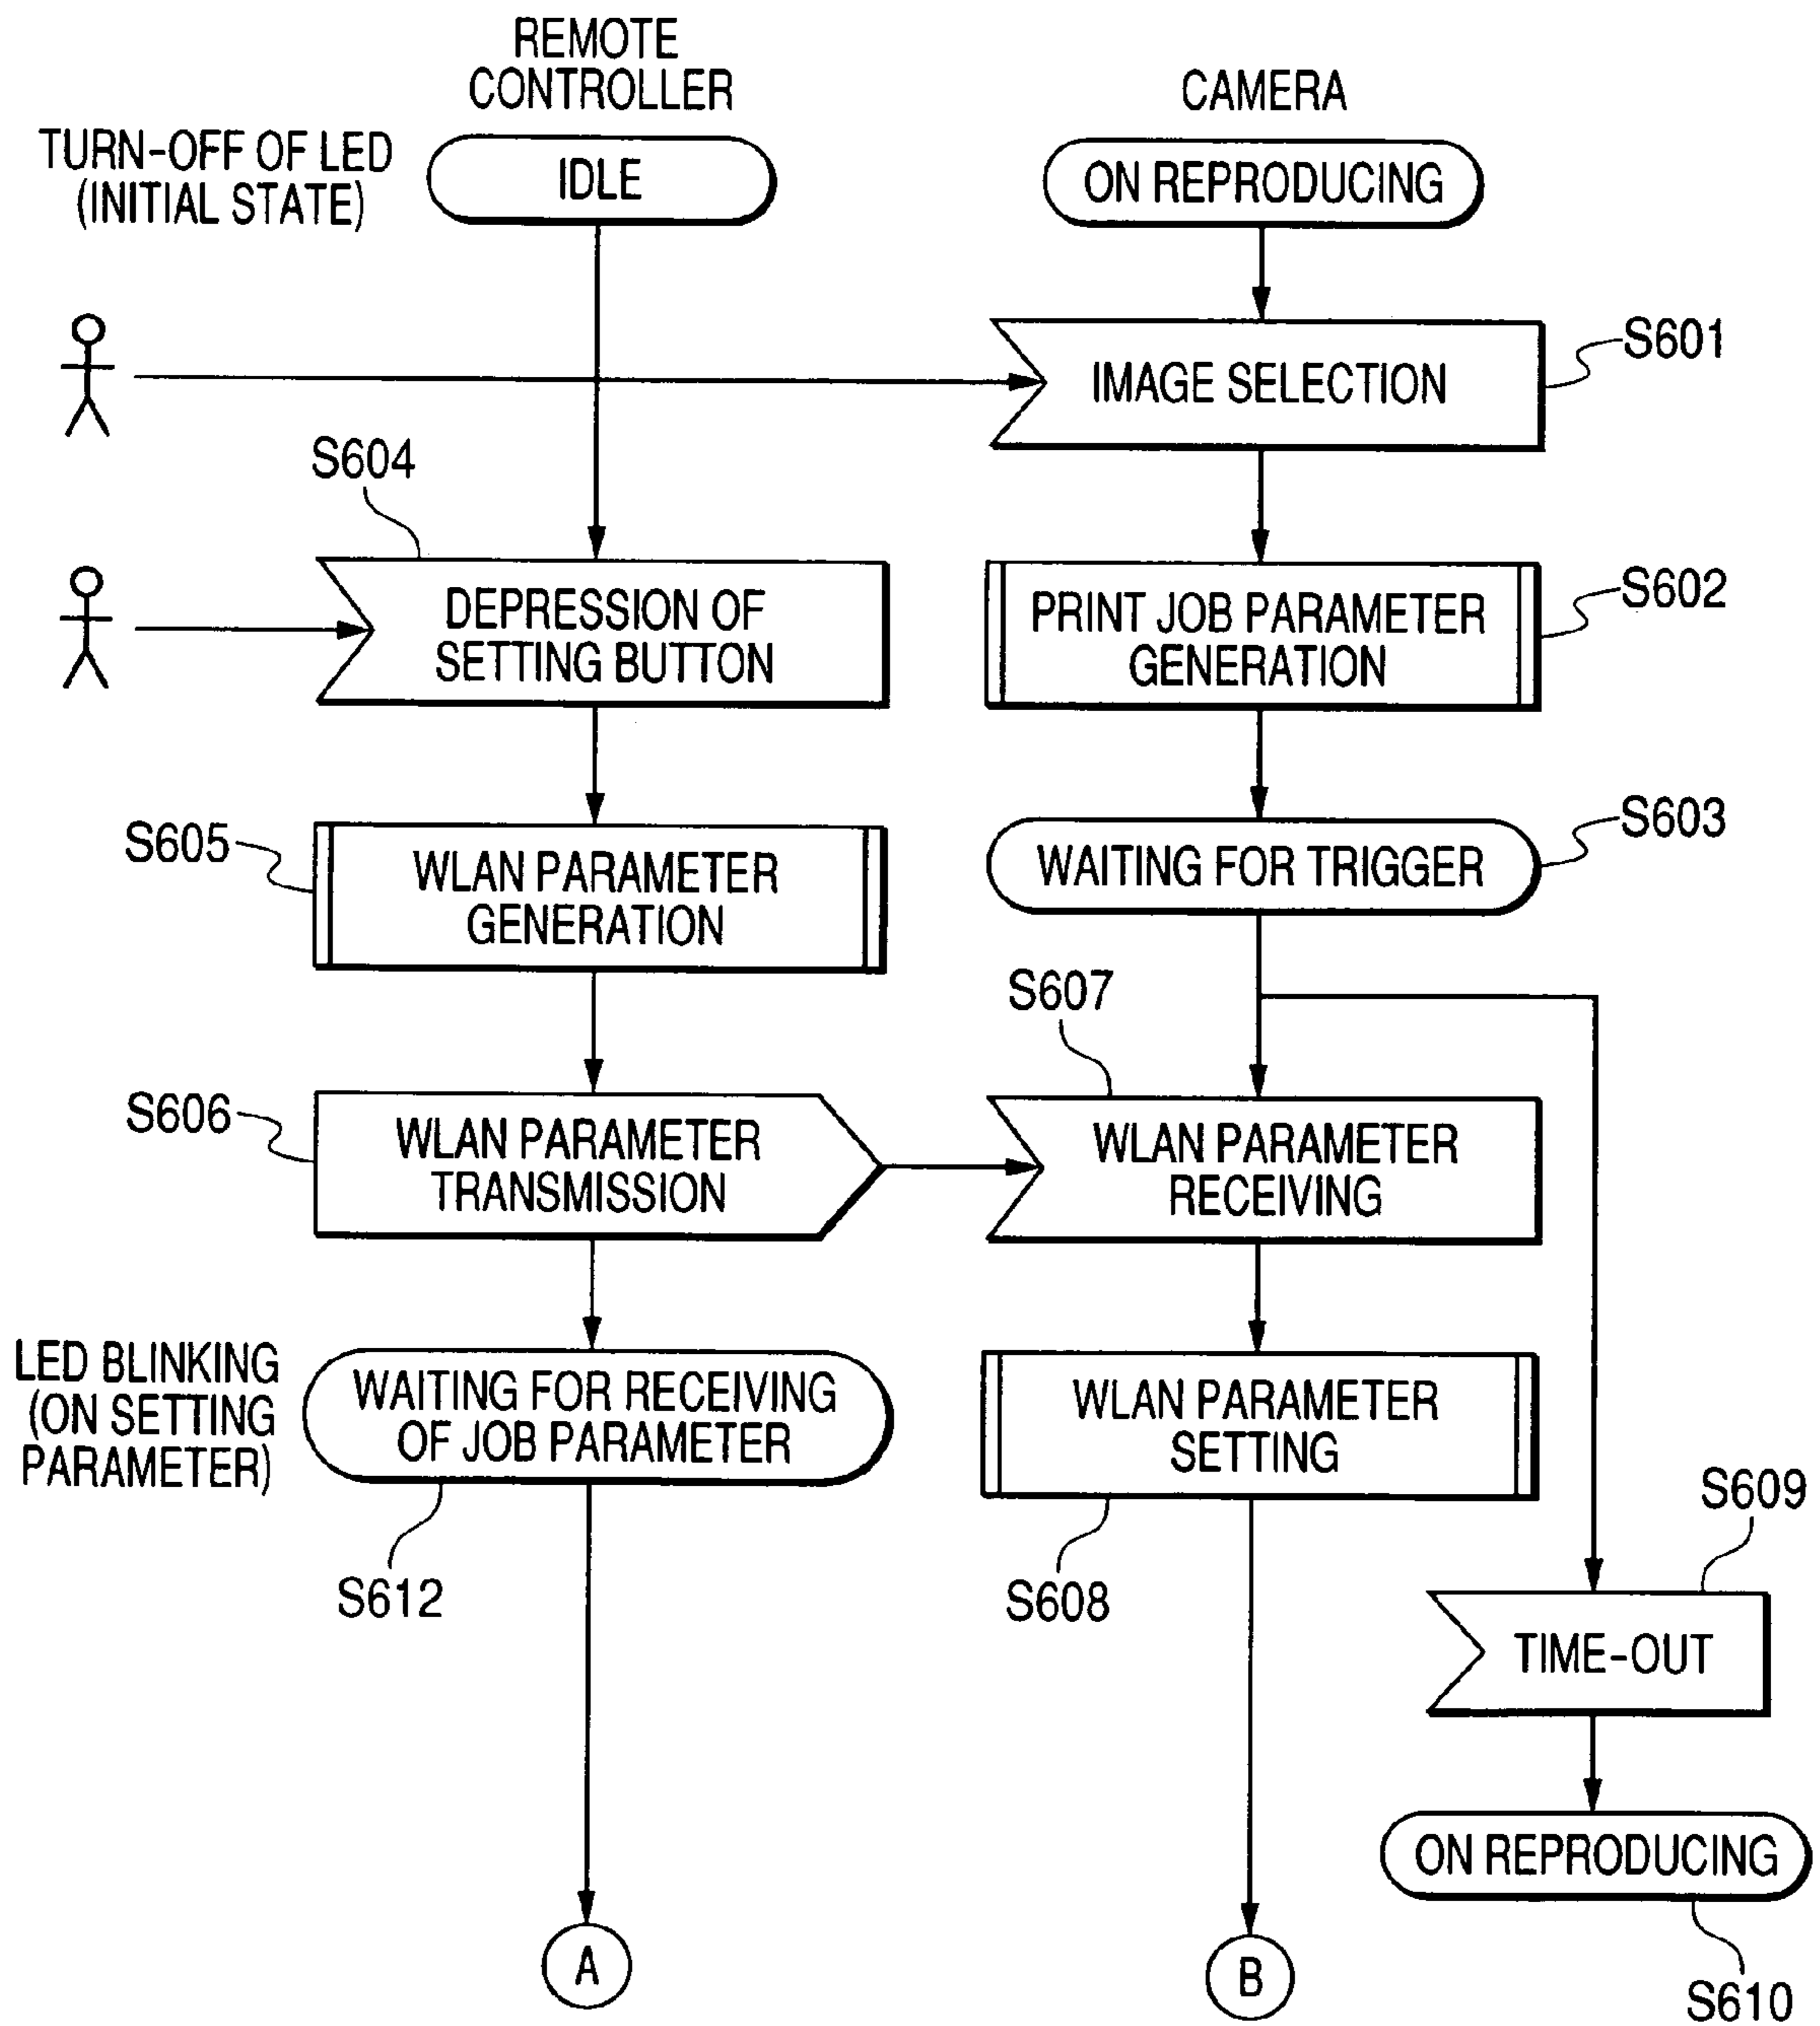 REMOTE
CONTROLLER
CAMERA
TURN-OFF OF LED
(INITIAL STATE)
IDLE
ON REPRODUCING
S601
IMAGE SELECTION
S604
DEPRESSION OF
SETTING BUTTON
S602
PRINT JOB PARAMETER
GENERATION
S605
WLAN PARAMETER
GENERATION
S603
WAITING FOR TRIGGER
S607
S606
WLAN PARAMETER
TRANSMISSION
WLAN PARAMETER
RECEIVING
LED BLINKING
(ON SETTING
PARAMETER)
WAITING FOR RECEIVING
OF JOB PARAMETER
WLAN PARAMETER
SETTING
S612
S608
S609
TIME-OUT
ON REPRODUCING
A
B
S610